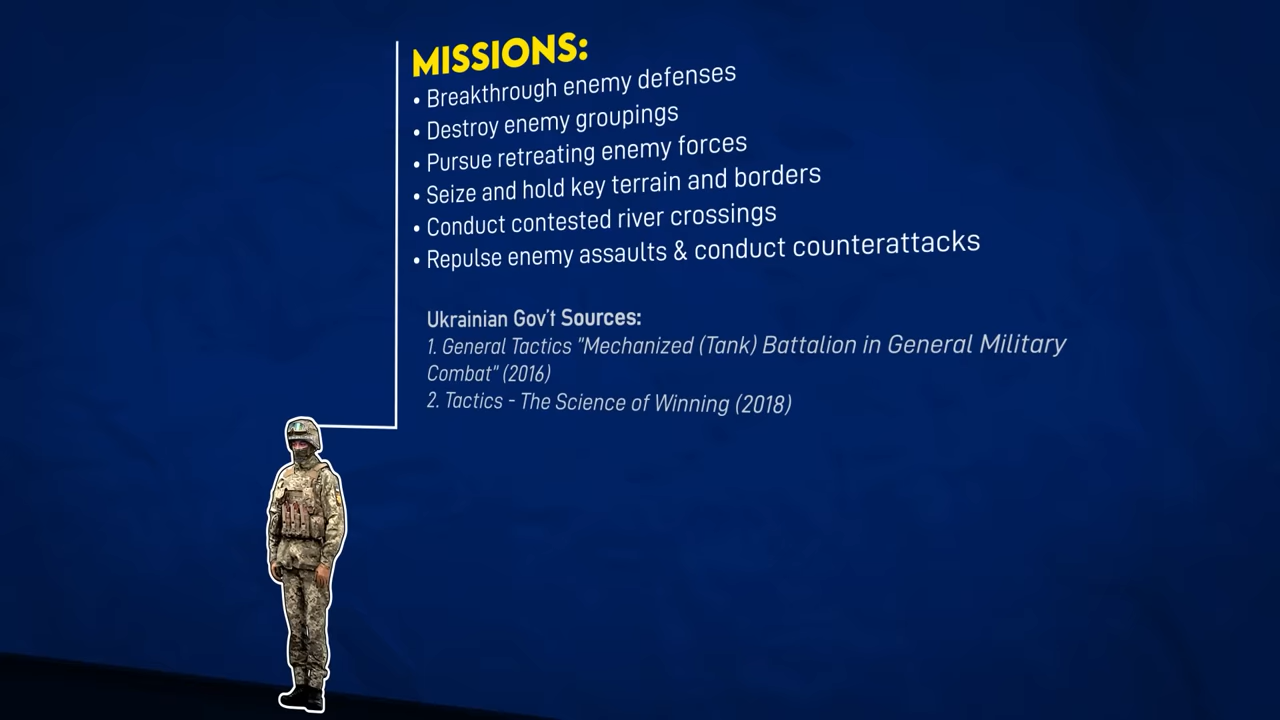 MISSIONS:
• Breakthrough enemy defenses
• Destroy enemy groupings
• Pursue retreating enemy forces
• Seize and hold key terrain and borders
• Conduct contested river crossings
• Repulse enemy assaults & conduct counterattacks
Ukrainian Gov't Sources:
1. General Tactics "Mechanized (Tank) Battalion in General Military
Combat" (2016)
2. Tactics - The Science of Winning (2018)